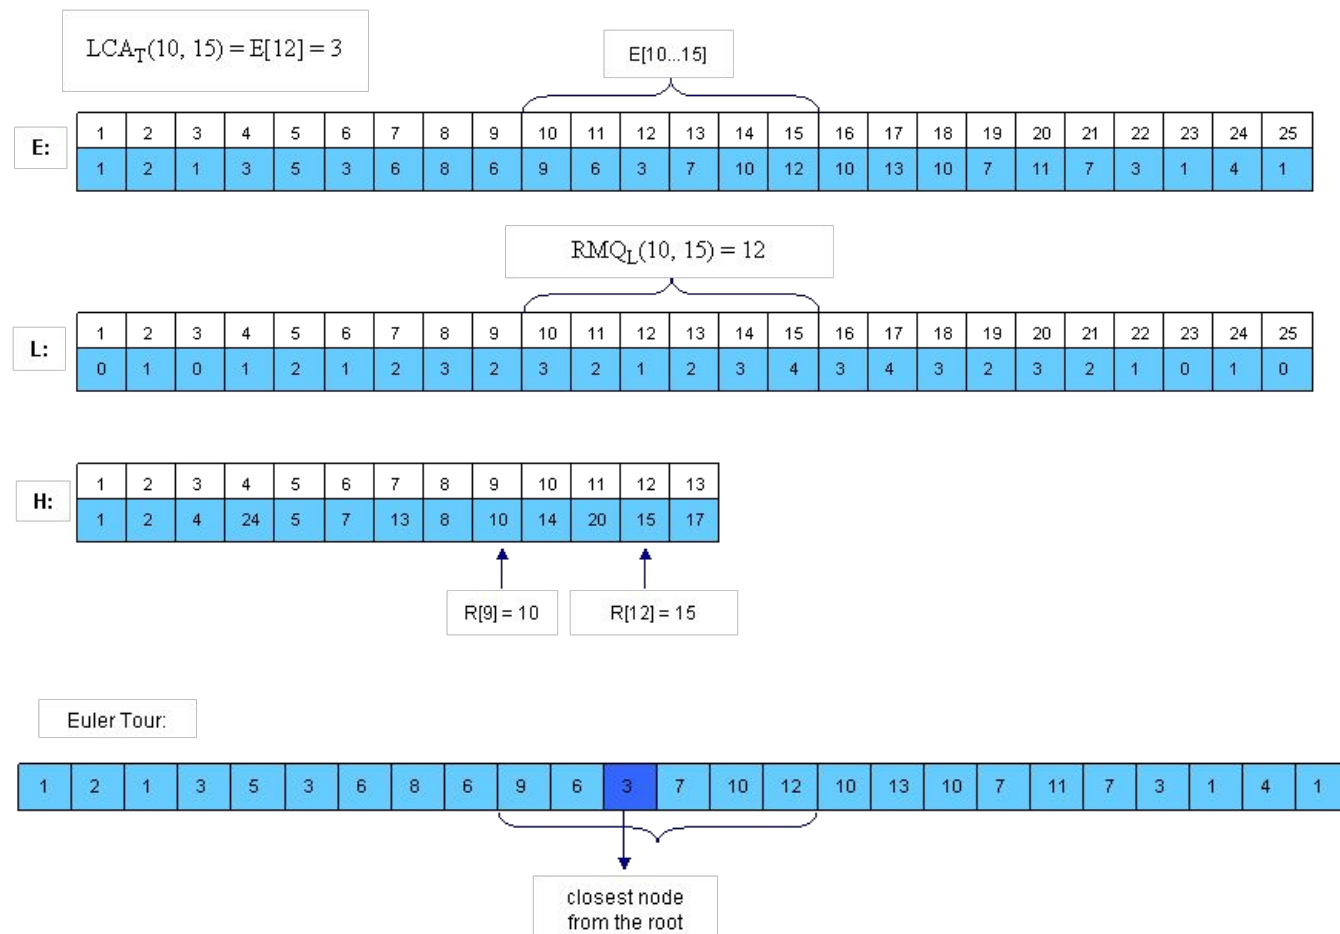 LCA_T(10, 15) = E[12] = 3
E[10...15]
E:
1 2 3 4 5 6 7 8 9 10 11 12 13 14 15 16 17 18 19 20 21 22 23 24 25
1 2 1 3 5 3 6 8 6 9 6 3 7 10 12 10 13 10 7 11 7 3 1 4 1
RMQ_L(10, 15) = 12
L:
1 2 3 4 5 6 7 8 9 10 11 12 13 14 15 16 17 18 19 20 21 22 23 24 25
0 1 0 1 2 1 2 3 2 3 2 1 2 3 4 3 4 3 2 3 2 1 0 1 0
H:
1 2 3 4 5 6 7 8 9 10 11 12 13
1 2 4 24 5 7 13 8 10 14 20 15 17
R[9] = 10
R[12] = 15
Euler Tour:
1 2 1 3 5 3 6 8 6 9 6 3 7 10 12 10 13 10 7 11 7 3 1 4 1
closest node
from the root